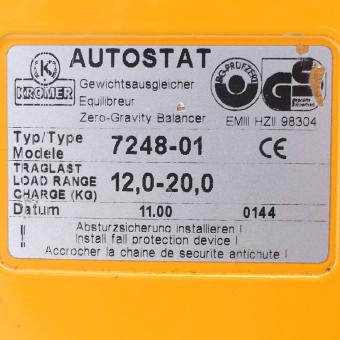 AUTOSTAT
K
KROMER
Gewichtsausgleicher
Equilibreur
Zero-Gravity Balancer
BG-PRÜFZERT
GS
EMIII HZII 98304
Typ/Type
Modele
7248-01
CE
TRAGLAST
LOAD RANGE
CHARGE (KG)
12,0-20,0
Datum 11.00 0144
Absturzsicherung installieren !
Install fall protection device !
Accrocher la chaine de securite antichute !